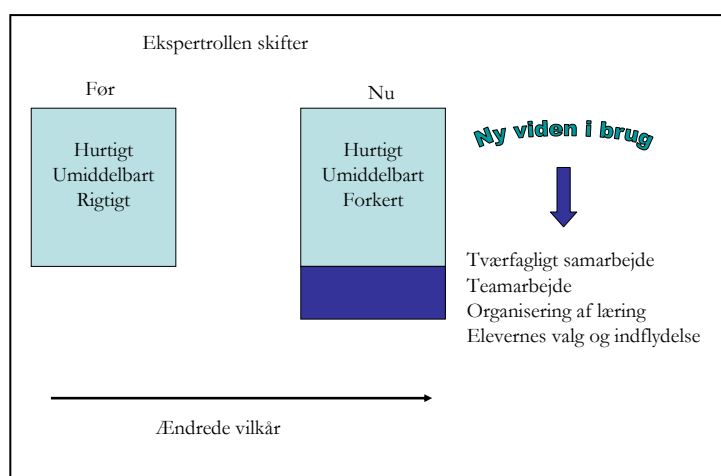 Ekspertrollen skifter
Før
Nu
Hurtigt
Umiddelbart
Rigtigt
Hurtigt
Umiddelbart
Forkert
Ny viden i brug
Tværfagligt samarbejde
Teamarbejde
Organisering af læring
Elevernes valg og indflydelse
Ændrede vilkår